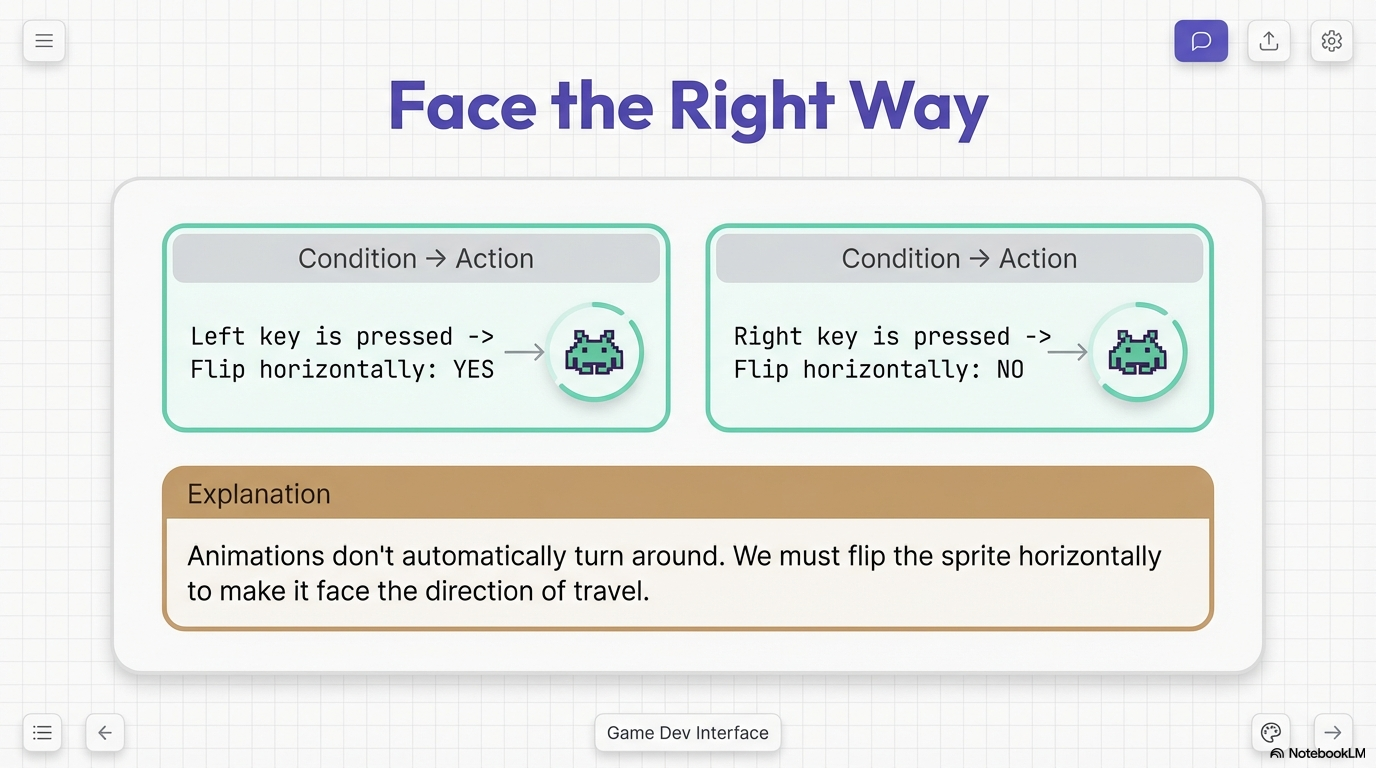 Face the Right Way
Condition → Action
Left key is pressed ->
Flip horizontally: YES
Condition → Action
Right key is pressed ->
Flip horizontally: NO
Explanation
Animations don't automatically turn around. We must flip the sprite horizontally
to make it face the direction of travel.
Game Dev Interface
NotebookLM